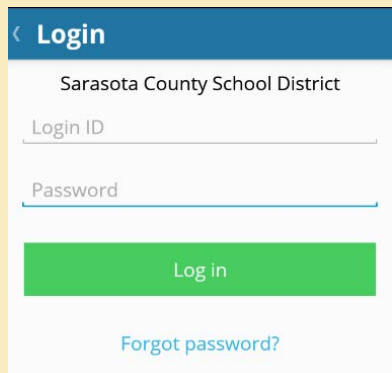 Login
Sarasota County School District
Login ID
Password
Log in
Forgot password?